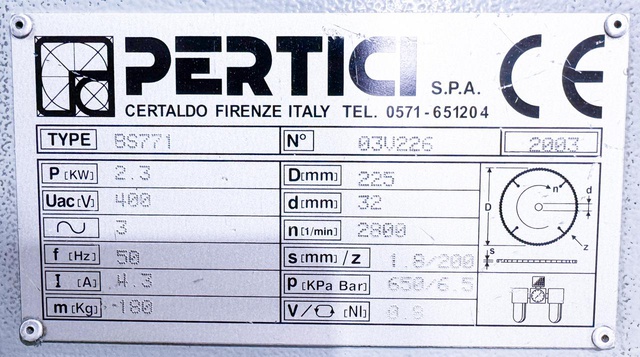 PERTICI S.P.A. CE
CERTALDO FIRENZE ITALY TEL. 0571-651204
TYPE BS771 N° 03V226 2003
P [KW] 2.3 D[mm] 225
Uac[V] 400 d[mm] 32
3 n[1/min] 2800
f [Hz] 50 s[mm]/z 1.8/200
I [A] 4.3 p[KPa Bar] 650/6.5
m[Kg] 180 V/ [Nl]
D n d s z